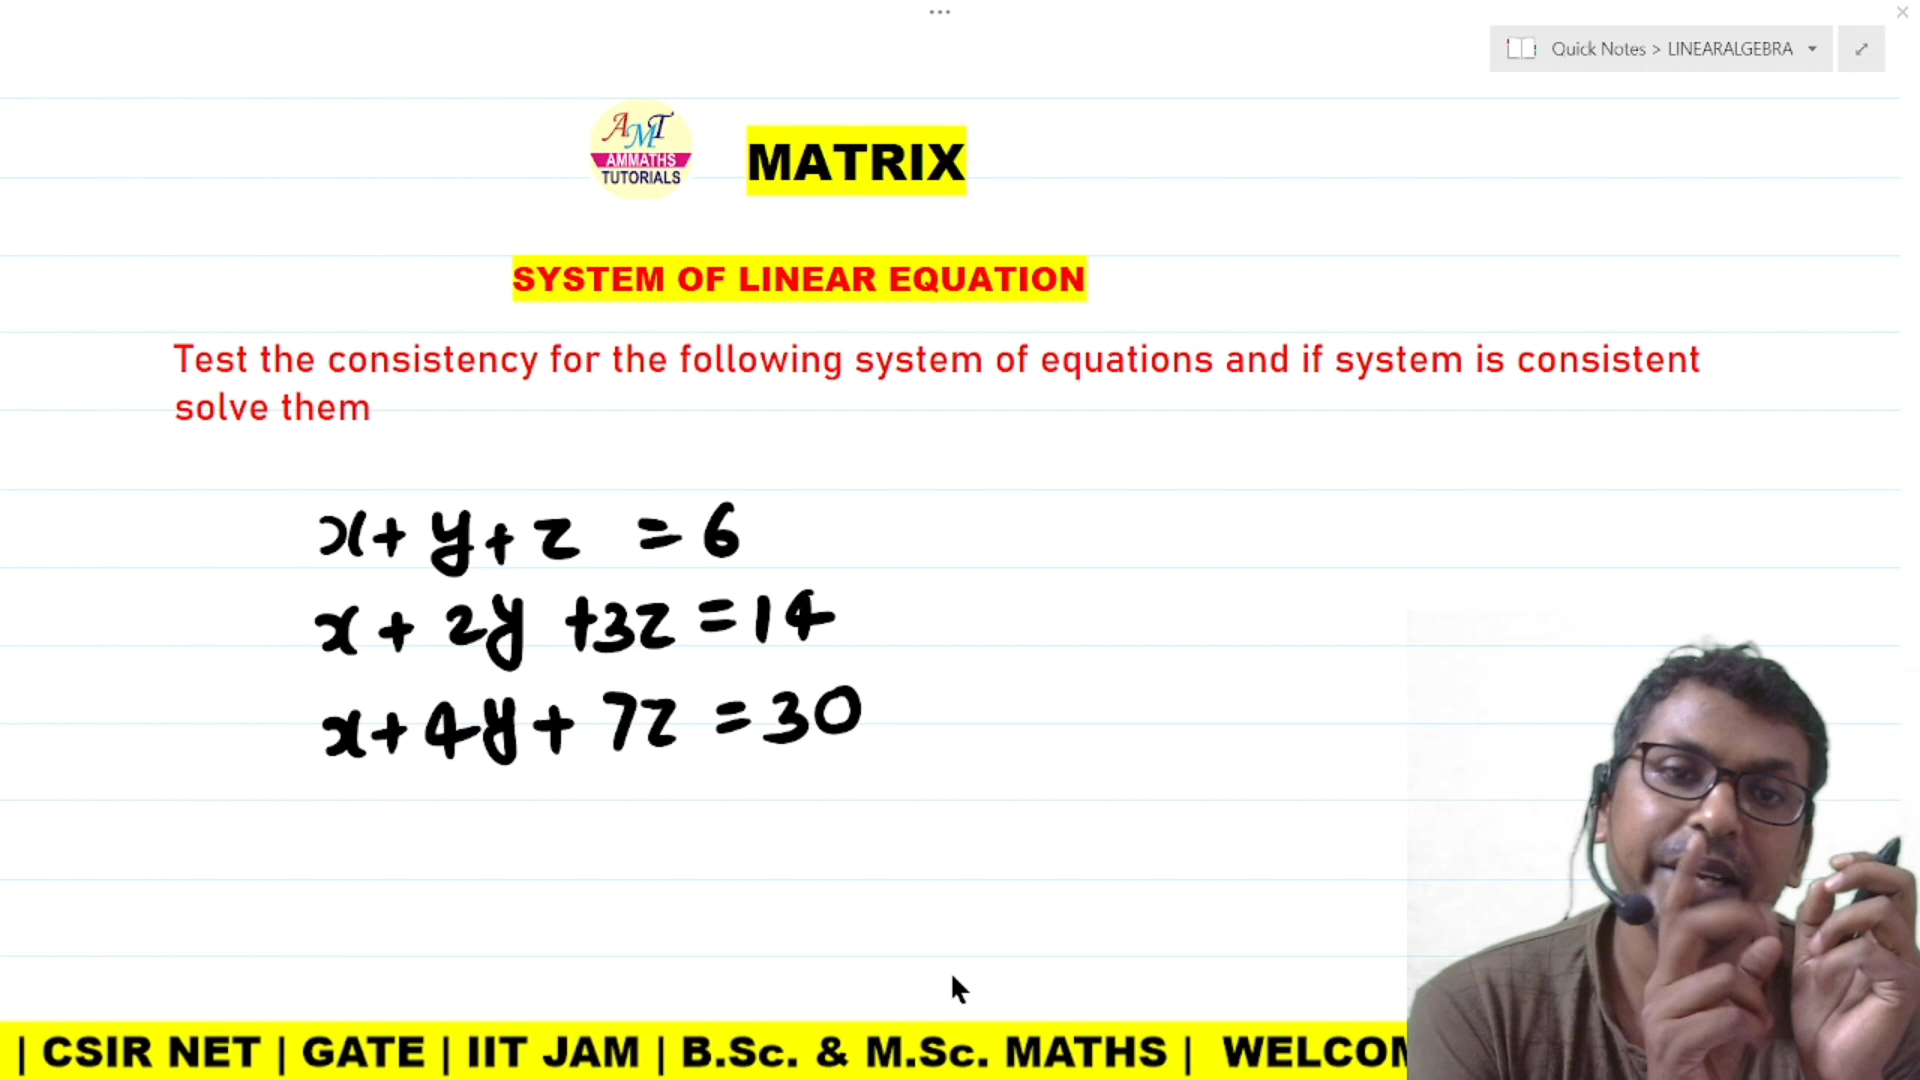 Quick Notes > LINEARALGEBRA
AMT
AMMATHS
TUTORIALS
MATRIX
SYSTEM OF LINEAR EQUATION
Test the consistency for the following system of equations and if system is consistent
solve them
x + y + z = 6
x + 2y + 3z = 14
x + 4y + 7z = 30
| CSIR NET | GATE | IIT JAM | B.Sc. & M.Sc. MATHS | WELCOM